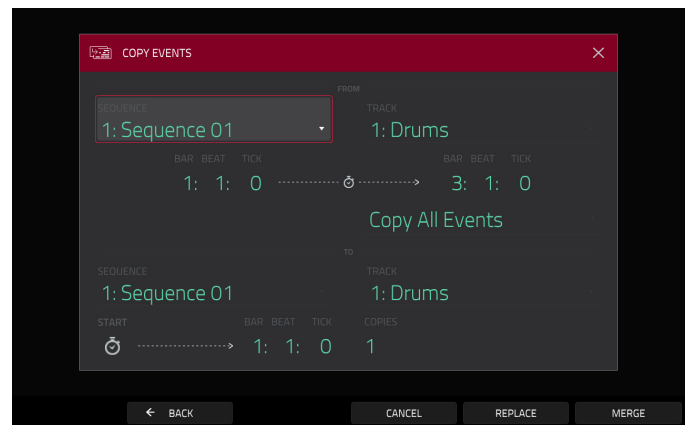 COPY EVENTS
FROM
SEQUENCE TRACK
1: Sequence 01 1: Drums
BAR BEAT TICK BAR BEAT TICK
1: 1: 0 3: 1: 0
Copy All Events
TO
SEQUENCE TRACK
1: Sequence 01 1: Drums
START BAR BEAT TICK COPIES
1: 1: 0 1
BACK CANCEL REPLACE MERGE